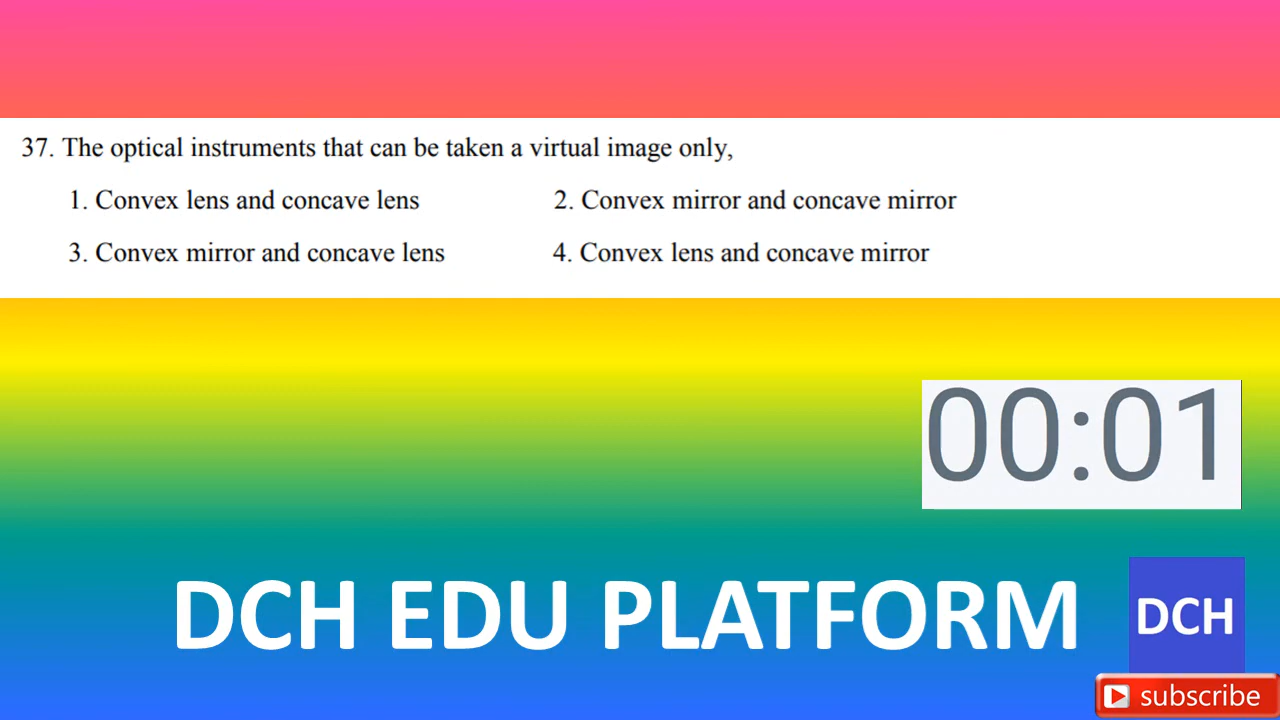 37. The optical instruments that can be taken a virtual image only,
1. Convex lens and concave lens 2. Convex mirror and concave mirror
3. Convex mirror and concave lens 4. Convex lens and concave mirror
00:01
DCH EDU PLATFORM
DCH
subscribe